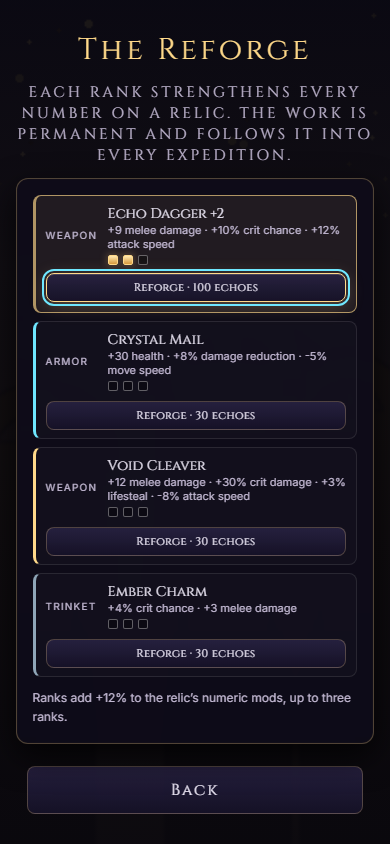 The Reforge
EACH RANK STRENGTHENS EVERY
NUMBER ON A RELIC. THE WORK IS
PERMANENT AND FOLLOWS IT INTO
EVERY EXPEDITION.
WEAPON
Echo Dagger +2
+9 melee damage · +10% crit chance · +12%
attack speed
Reforge · 100 echoes
ARMOR
Crystal Mail
+30 health · +8% damage reduction · -5%
move speed
Reforge · 30 echoes
WEAPON
Void Cleaver
+12 melee damage · +30% crit damage · +3%
lifesteal · -8% attack speed
Reforge · 30 echoes
TRINKET
Ember Charm
+4% crit chance · +3 melee damage
Reforge · 30 echoes
Ranks add +12% to the relic’s numeric mods, up to three
ranks.
Back